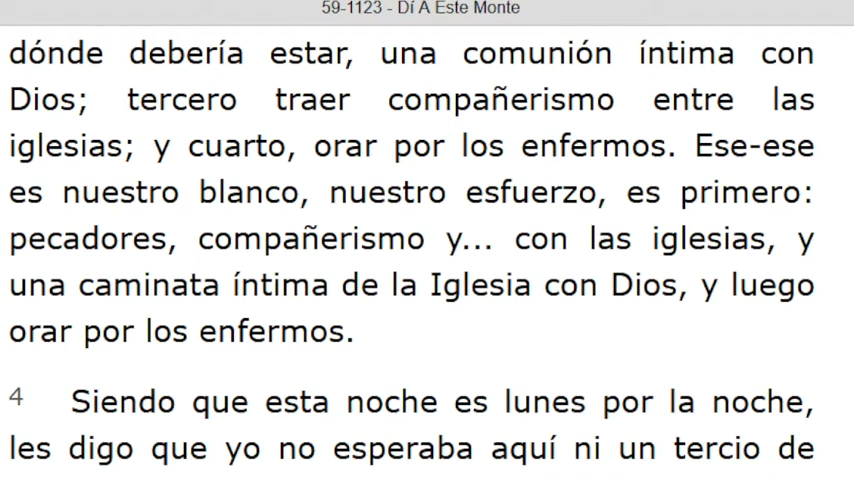 59-1123 - Dí A Este Monte
dónde debería estar, una comunión íntima con
Dios; tercero traer compañerismo entre las
iglesias; y cuarto, orar por los enfermos. Ese-ese
es nuestro blanco, nuestro esfuerzo, es primero:
pecadores, compañerismo y... con las iglesias, y
una caminata íntima de la Iglesia con Dios, y luego
orar por los enfermos.
4 Siendo que esta noche es lunes por la noche,
les digo que yo no esperaba aquí ni un tercio de